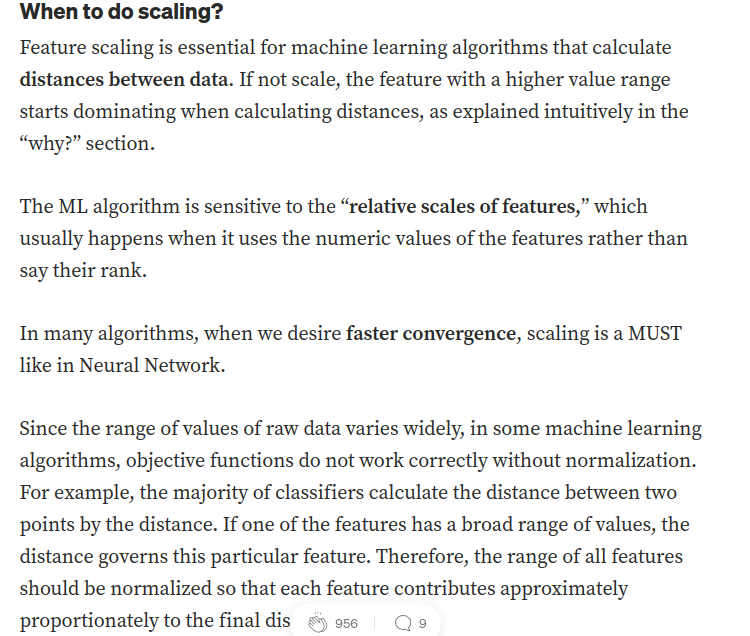 When to do scaling?
Feature scaling is essential for machine learning algorithms that calculate
distances between data. If not scale, the feature with a higher value range
starts dominating when calculating distances, as explained intuitively in the
“why?” section.
The ML algorithm is sensitive to the “relative scales of features,” which
usually happens when it uses the numeric values of the features rather than
say their rank.
In many algorithms, when we desire faster convergence, scaling is a MUST
like in Neural Network.
Since the range of values of raw data varies widely, in some machine learning
algorithms, objective functions do not work correctly without normalization.
For example, the majority of classifiers calculate the distance between two
points by the distance. If one of the features has a broad range of values, the
distance governs this particular feature. Therefore, the range of all features
should be normalized so that each feature contributes approximately
proportionately to the final dis
956
9